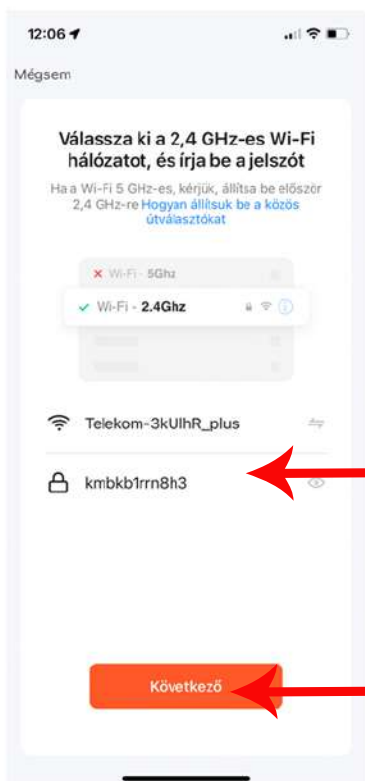 12:06
Mégsem
Válassza ki a 2,4 GHz-es Wi-Fi
hálózatot, és írja be a jelszót
Ha a Wi-Fi 5 GHz-es, kérjük, állítsa be először
2,4 GHz-re Hogyan állítsuk be a közös
útválasztókat
Wi-Fi - 5Ghz
Wi-Fi - 2.4Ghz
Telekom-3kUlhR_plus
kmbkb1rrn8h3
Következő